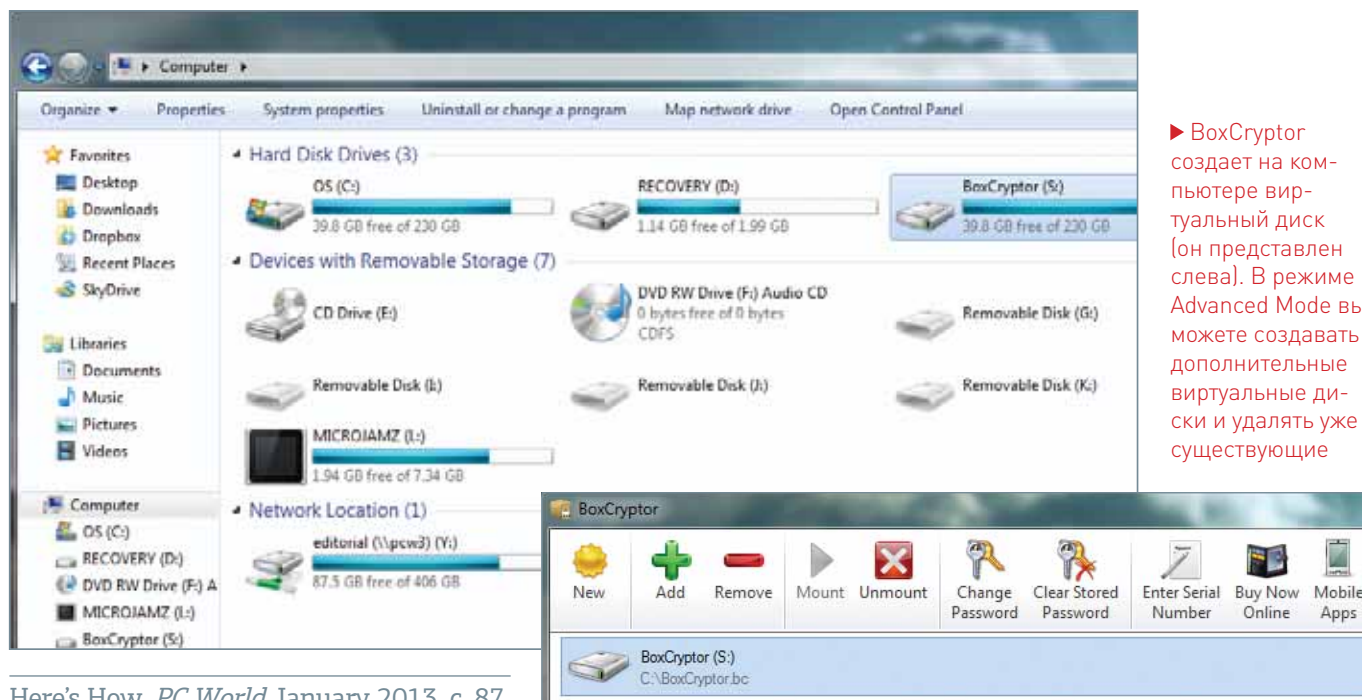 Computer
Organize Properties System properties Uninstall or change a program Map network drive Open Control Panel
Favorites
Desktop
Downloads
Dropbox
Recent Places
SkyDrive
Libraries
Documents
Music
Pictures
Videos
Computer
OS (C:)
RECOVERY (D:)
DVD RW Drive (F:) A
MICROJAMZ (L:)
BoxCryptor (S:)
Hard Disk Drives (3)
OS (C:)
39.8 GB free of 230 GB
RECOVERY (D:)
1.14 GB free of 1.99 GB
BoxCryptor (S:)
39.8 GB free of 230 GB
Devices with Removable Storage (7)
CD Drive (E:)
DVD RW Drive (F:) Audio CD
0 bytes free of 0 bytes
CDFS
Removable Disk (G:)
Removable Disk (I:)
Removable Disk (J:)
Removable Disk (K:)
MICROJAMZ (L:)
1.94 GB free of 7.34 GB
Network Location (1)
editorial (\\pcw3) (Y:)
87.5 GB free of 406 GB
BoxCryptor
New Add Remove Mount Unmount Change Password Clear Stored Password Enter Serial Number Buy Now Online Mobile Apps
BoxCryptor (S:)
C:\BoxCryptor.bc
▶ BoxCryptor
создает на ком-
пьютере вир-
туальный диск
(он представлен
слева). В режиме
Advanced Mode вы
можете создавать
дополнительные
виртуальные ди-
ски и удалять уже
существующие
Here's How, PC World, January 2013, с. 87